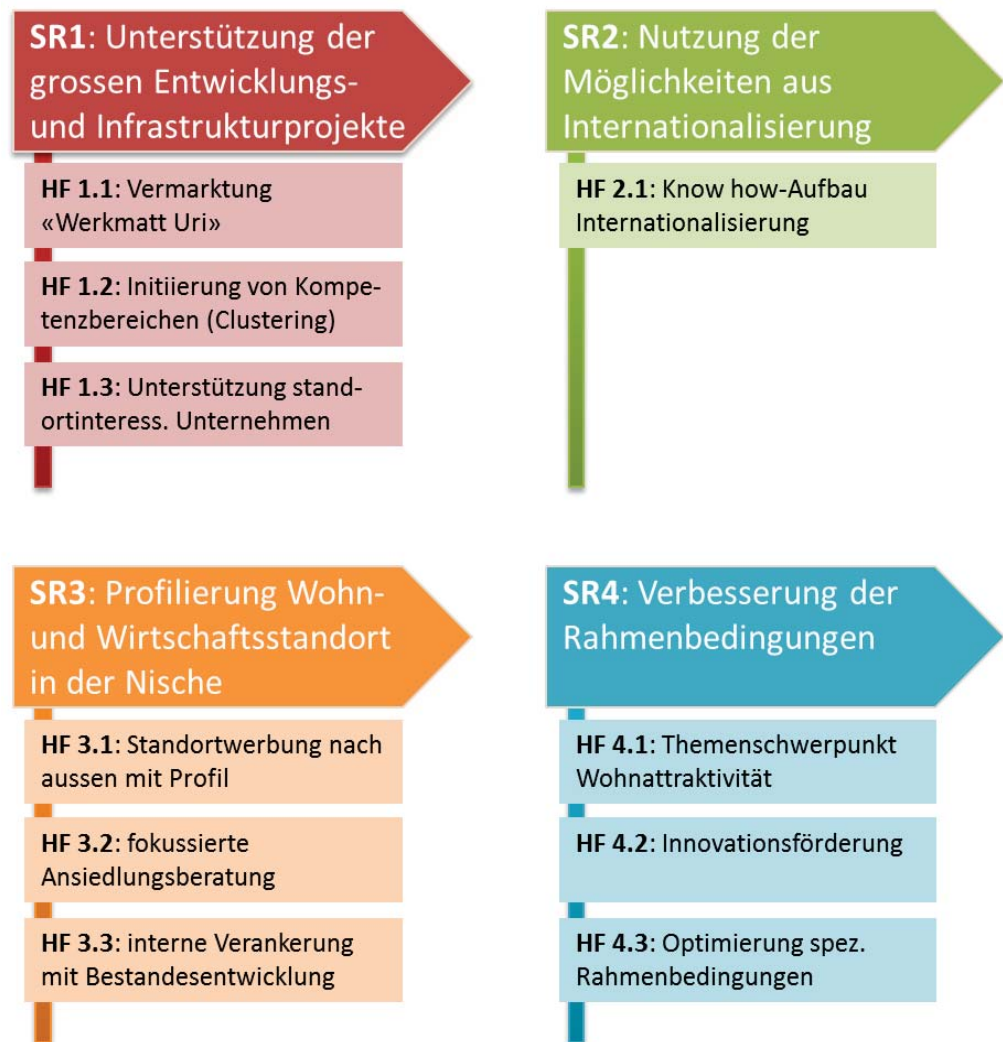 SR1: Unterstützung der
grossen Entwicklungs-
und Infrastrukturprojekte
HF 1.1: Vermarktung
«Werkmatt Uri»
HF 1.2: Initiierung von Kompe-
tenzbereichen (Clustering)
HF 1.3: Unterstützung stand-
ortinteress. Unternehmen
SR2: Nutzung der
Möglichkeiten aus
Internationalisierung
HF 2.1: Know how-Aufbau
Internationalisierung
SR3: Profilierung Wohn-
und Wirtschaftsstandort
in der Nische
HF 3.1: Standortwerbung nach
aussen mit Profil
HF 3.2: fokussierte
Ansiedlungsberatung
HF 3.3: interne Verankerung
mit Bestandesentwicklung
SR4: Verbesserung der
Rahmenbedingungen
HF 4.1: Themenschwerpunkt
Wohnattraktivität
HF 4.2: Innovationsförderung
HF 4.3: Optimierung spez.
Rahmenbedingungen